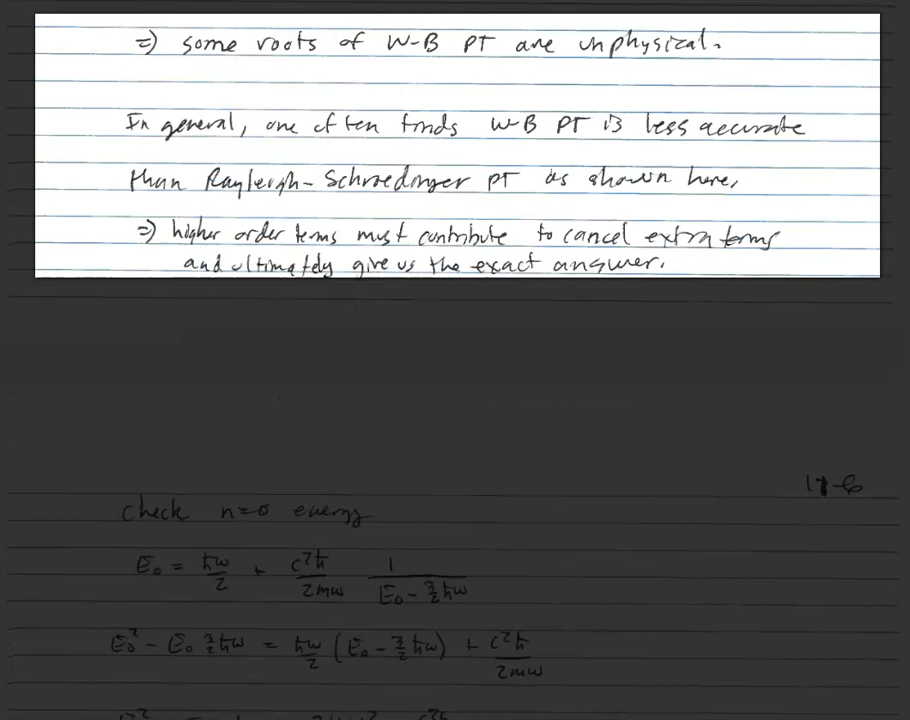 => some roots of W-B PT are unphysical.
In general, one often finds W-B PT is less accurate
than Rayleigh-Schroedinger PT as shown here,
=> higher order terms must contribute to cancel extra terms
and ultimately give us the exact answer.
17-6
Check n=0 energy
E₀ = ħω/2 + c²ħ/2mω 1/(E₀ - 3/2 ħω)
E₀² - E₀ 3/2 ħω = ħω/2 (E₀ - 3/2 ħω) + c²ħ/2mω